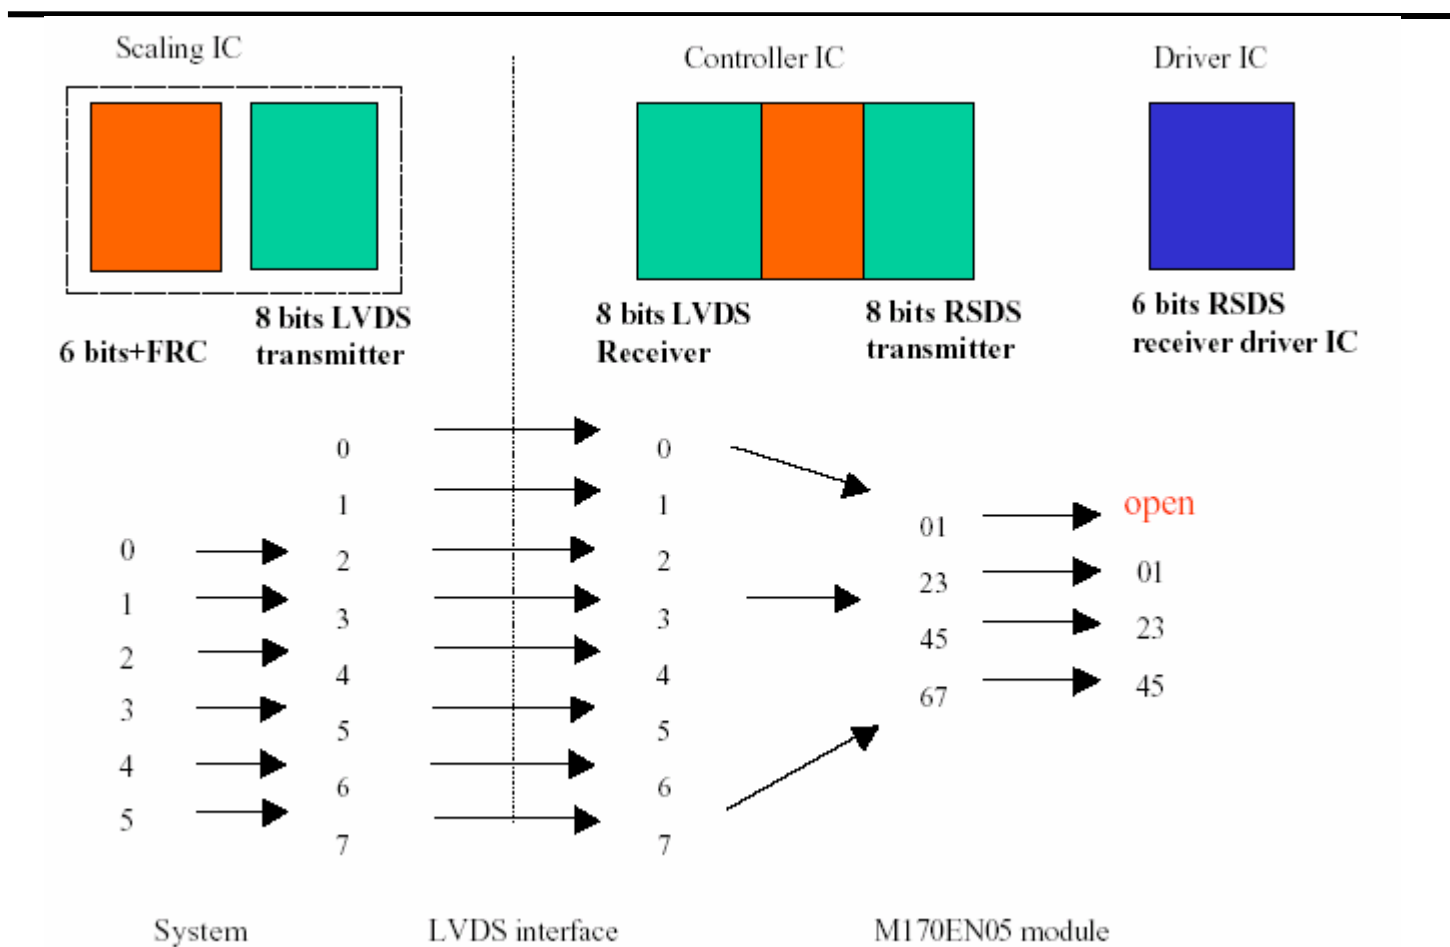 Scaling IC
Controller IC
Driver IC
6 bits+FRC
8 bits LVDS
transmitter
8 bits LVDS
Receiver
8 bits RSDS
transmitter
6 bits RSDS
receiver driver IC
0
1
2
3
4
5
0
1
2
3
4
5
6
7
0
1
2
3
4
5
6
7
01
23
45
67
open
01
23
45
System
LVDS interface
M170EN05 module